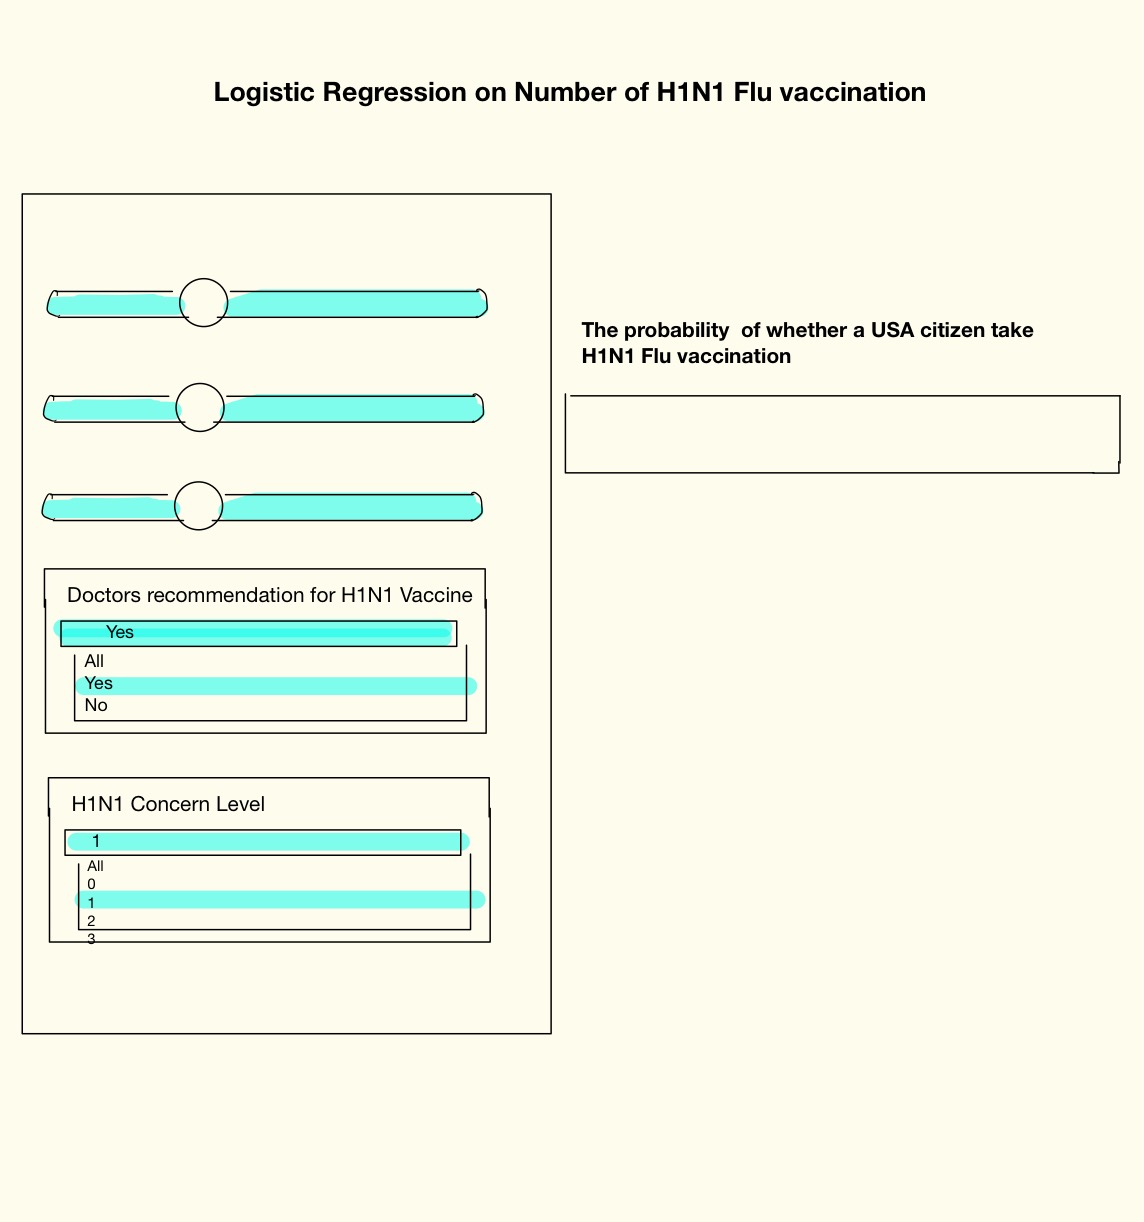 Logistic Regression on Number of H1N1 Flu vaccination
The probability  of whether a USA citizen take
H1N1 Flu vaccination
Doctors recommendation for H1N1 Vaccine
Yes
All
Yes
No
H1N1 Concern Level
1
All
0
1
2
3